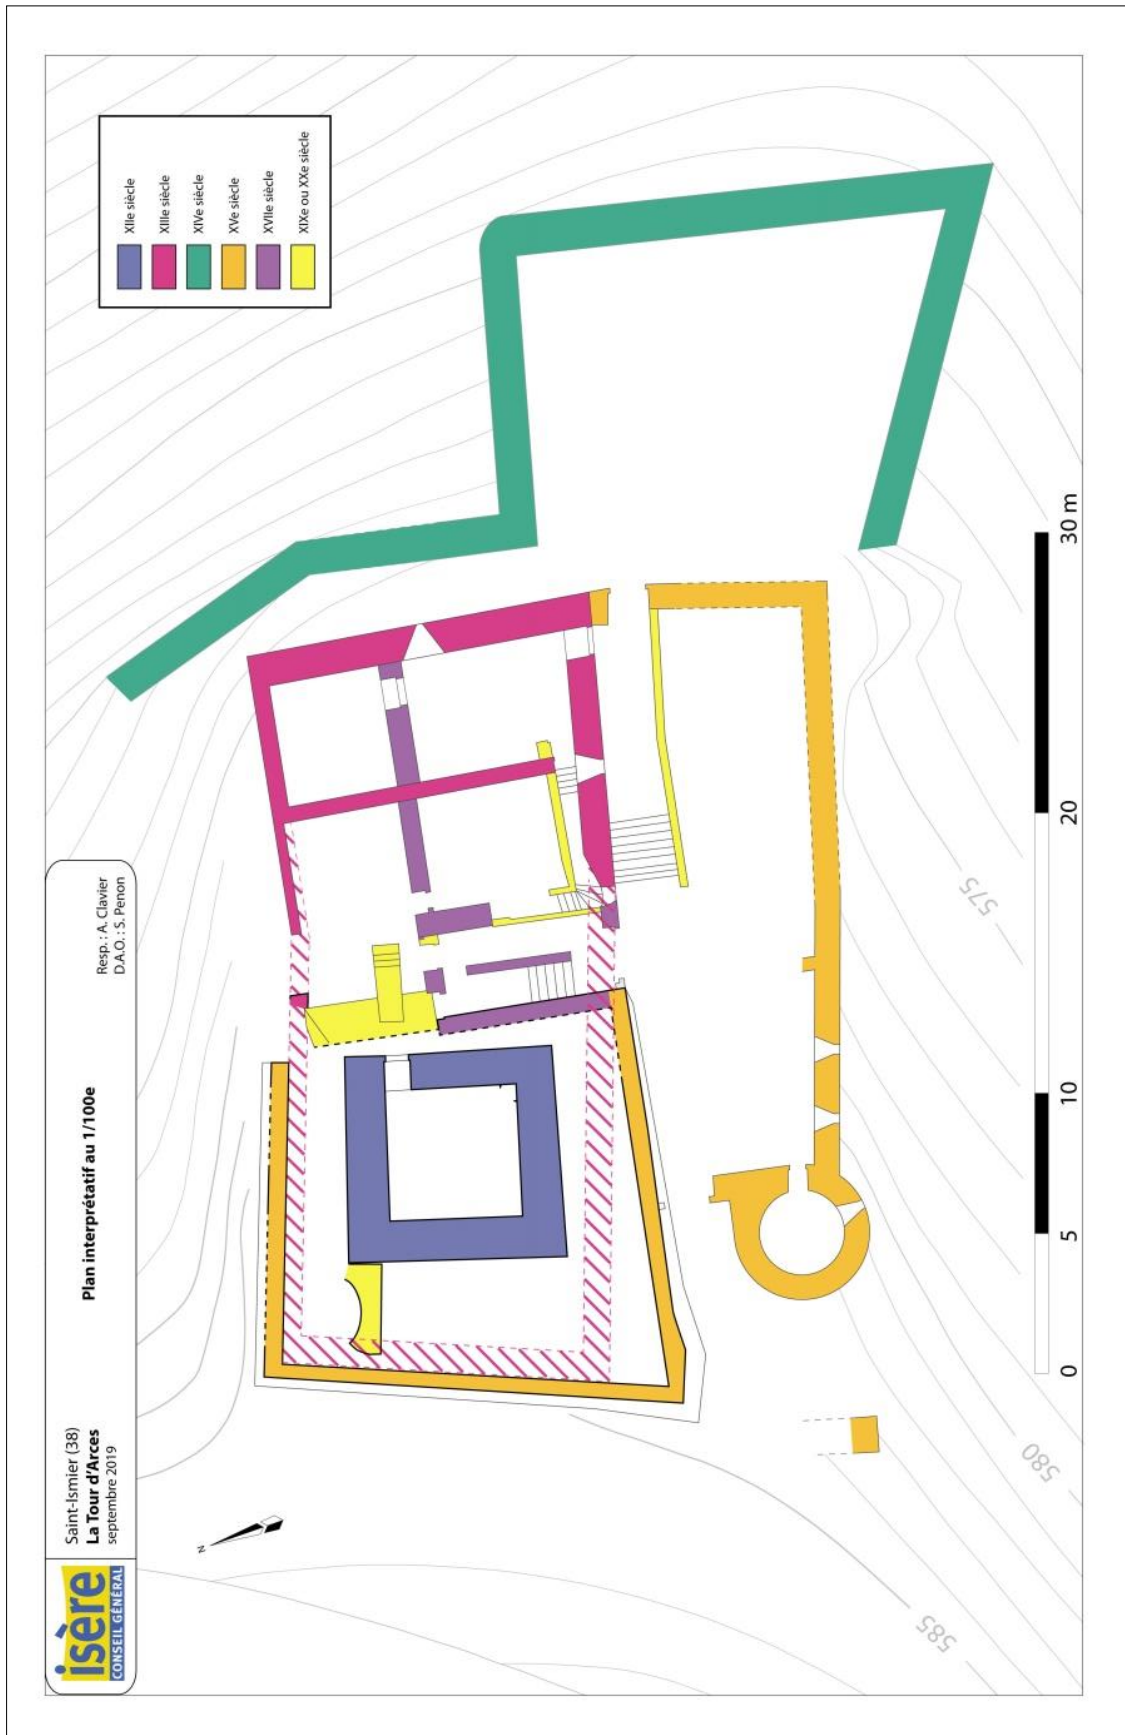 isère
CONSEIL GÉNÉRAL
Saint-Ismier (38)
La Tour d'Arces
septembre 2019
Plan interprétatif au 1/100e
Resp. : A. Clavier
D.A.O. : S. Penon
XIIe siècle
XIIIe siècle
XIVe siècle
XVe siècle
XVIIe siècle
XIXe ou XXe siècle
N
575
580
585
0
5
10
20
30 m